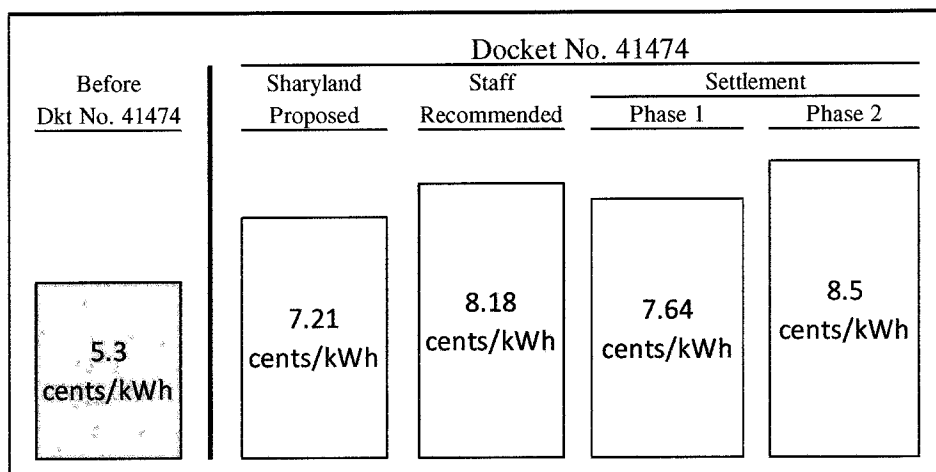 Docket No. 41474
Before
Dkt No. 41474
Sharyland
Proposed
Staff
Recommended
Settlement
Phase 1
Phase 2
5.3
cents/kWh
7.21
cents/kWh
8.18
cents/kWh
7.64
cents/kWh
8.5
cents/kWh